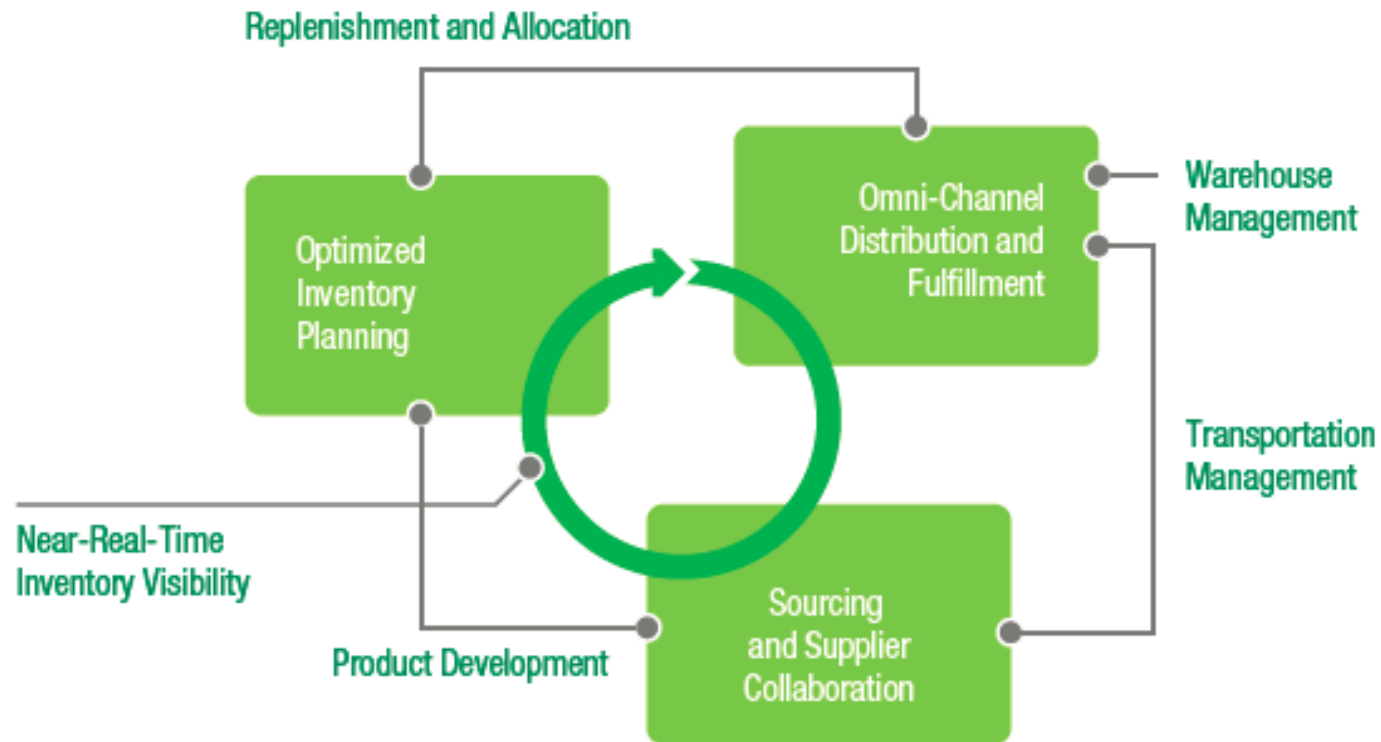 Replenishment and Allocation
Optimized
Inventory
Planning
Omni-Channel
Distribution and
Fulfillment
Warehouse
Management
Transportation
Management
Near-Real-Time
Inventory Visibility
Product Development
Sourcing
and Supplier
Collaboration